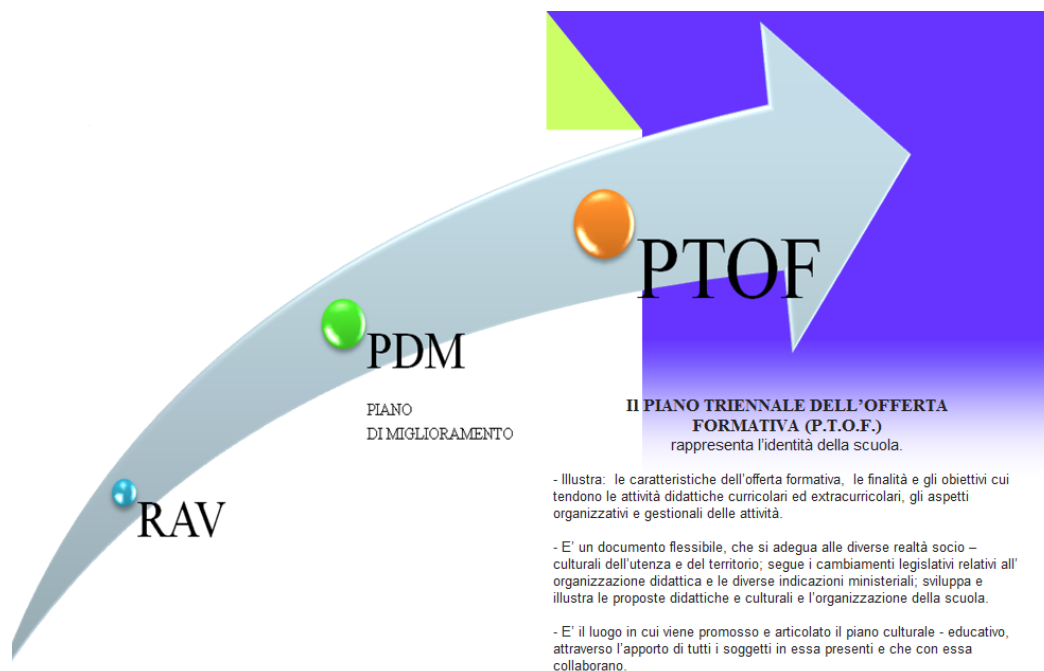 PTOF
PDM
PIANO
DI MIGLIORAMENTO
RAV
Il PIANO TRIENNALE DELL’OFFERTA
FORMATIVA (P.T.O.F.)
rappresenta l’identità della scuola.
- Illustra:  le caratteristiche dell’offerta formativa,  le finalità e gli obiettivi cui
tendono le attività didattiche curricolari ed extracurricolari, gli aspetti
organizzativi e gestionali delle attività.
- E’ un documento flessibile, che si adegua alle diverse realtà socio –
culturali dell’utenza e del territorio; segue i cambiamenti legislativi relativi all’
organizzazione didattica e le diverse indicazioni ministeriali; sviluppa e
illustra le proposte didattiche e culturali e l’organizzazione della scuola.
- E’ il luogo in cui viene promosso e articolato il piano culturale - educativo,
attraverso l’apporto di tutti i soggetti in essa presenti e che con essa
collaborano.